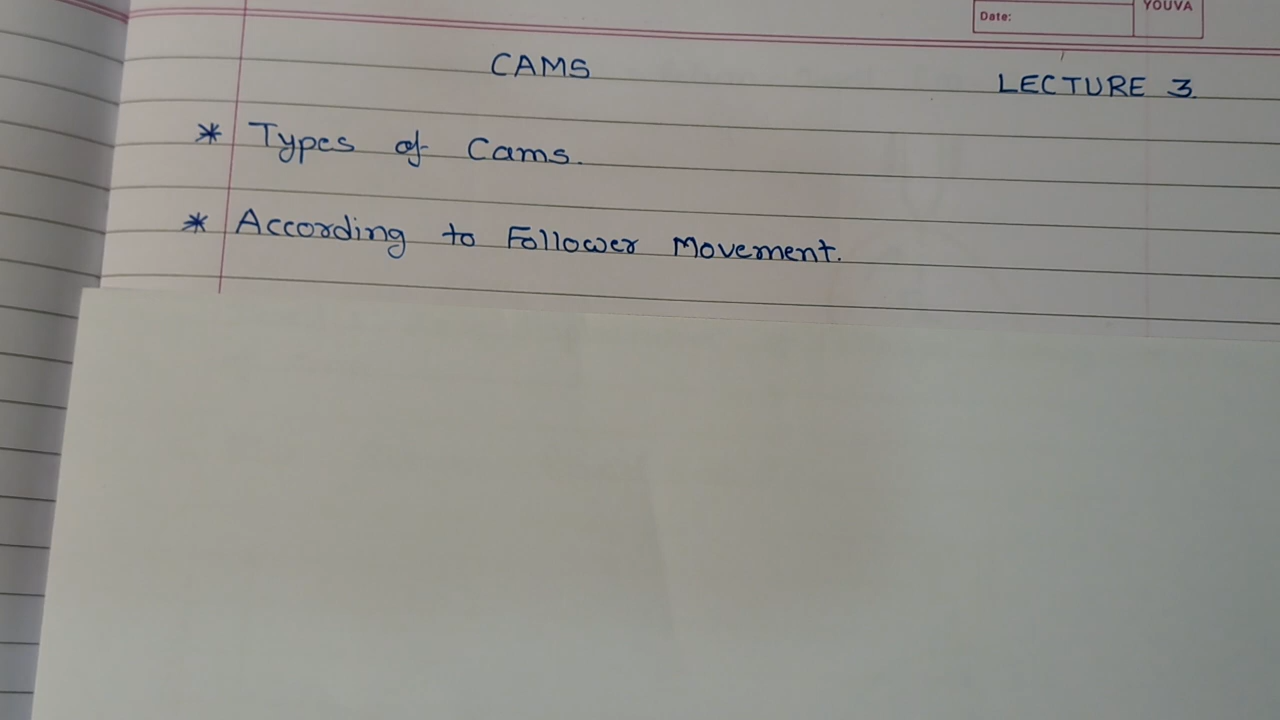 YOUVA
Date:
CAMS
LECTURE 3
* Types of Cams.
* According to Follower Movement.